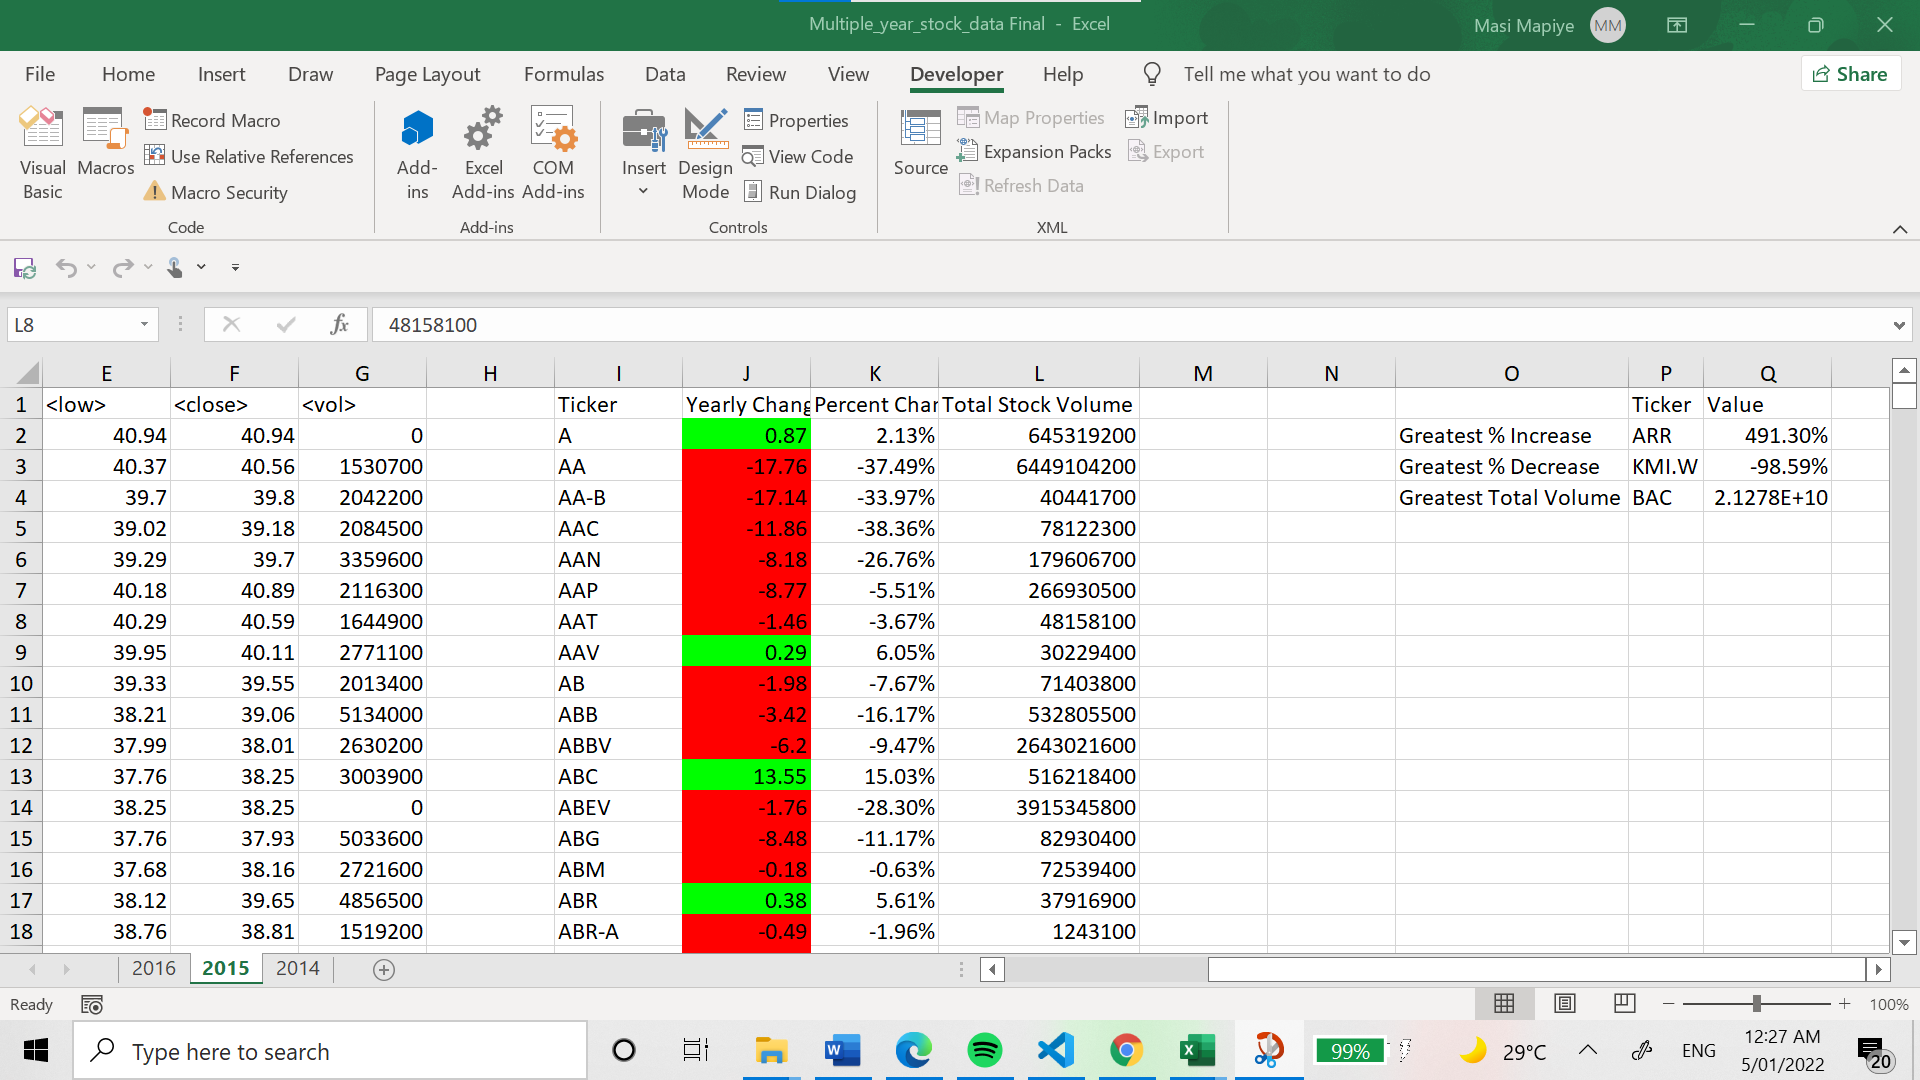 Multiple_year_stock_data Final - Excel
Masi Mapiye MM
File Home Insert Draw Page Layout Formulas Data Review View Developer Help Tell me what you want to do Share
Visual Basic
Macros
Record Macro
Use Relative References
Macro Security
Code
Add-ins
Excel Add-ins
COM Add-ins
Add-ins
Insert
Design Mode
Properties
View Code
Run Dialog
Controls
Source
Map Properties
Expansion Packs
Refresh Data
Import
Export
XML
L8 fx 48158100
E F G H I J K L M N O P Q
1 <low> <close> <vol> Ticker Yearly Chang Percent Char Total Stock Volume Ticker Value
2 40.94 40.94 0 A 0.87 2.13% 645319200 Greatest % Increase ARR 491.30%
3 40.37 40.56 1530700 AA -17.76 -37.49% 6449104200 Greatest % Decrease KMI.W -98.59%
4 39.7 39.8 2042200 AA-B -17.14 -33.97% 40441700 Greatest Total Volume BAC 2.1278E+10
5 39.02 39.18 2084500 AAC -11.86 -38.36% 78122300
6 39.29 39.7 3359600 AAN -8.18 -26.76% 179606700
7 40.18 40.89 2116300 AAP -8.77 -5.51% 266930500
8 40.29 40.59 1644900 AAT -1.46 -3.67% 48158100
9 39.95 40.11 2771100 AAV 0.29 6.05% 30229400
10 39.33 39.55 2013400 AB -1.98 -7.67% 71403800
11 38.21 39.06 5134000 ABB -3.42 -16.17% 532805500
12 37.99 38.01 2630200 ABBV -6.2 -9.47% 2643021600
13 37.76 38.25 3003900 ABC 13.55 15.03% 516218400
14 38.25 38.25 0 ABEV -1.76 -28.30% 3915345800
15 37.76 37.93 5033600 ABG -8.48 -11.17% 82930400
16 37.68 38.16 2721600 ABM -0.18 -0.63% 72539400
17 38.12 39.65 4856500 ABR 0.38 5.61% 37916900
18 38.76 38.81 1519200 ABR-A -0.49 -1.96% 1243100
2016 2015 2014
Ready 100%
Type here to search 99% 29°C ENG 12:27 AM
5/01/2022 20